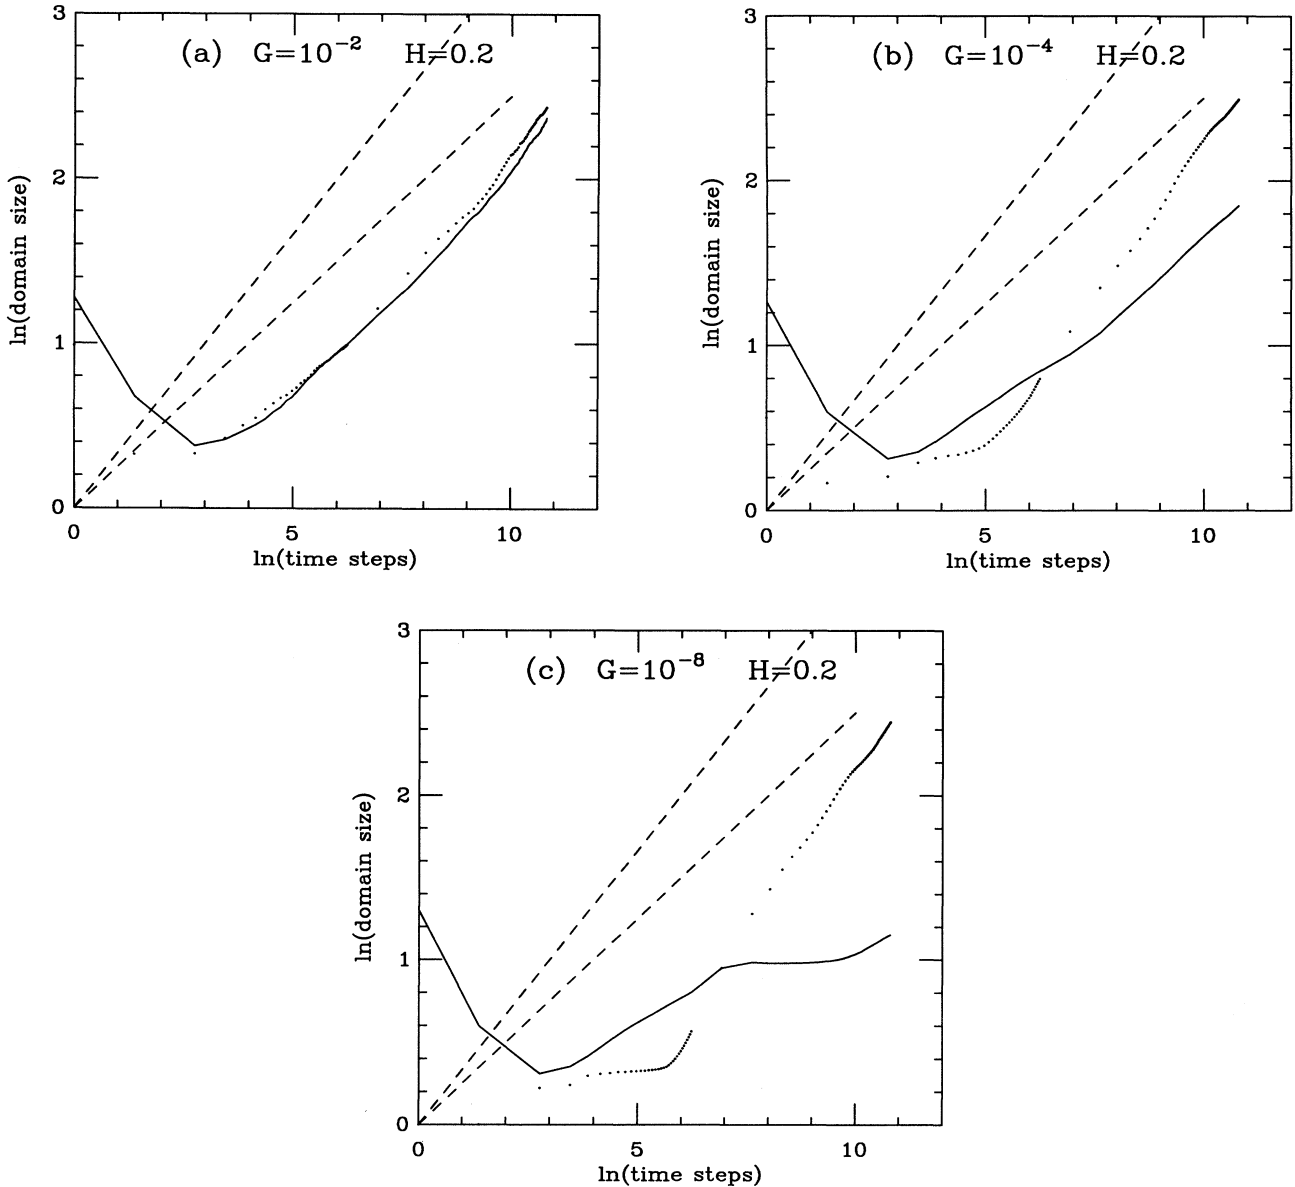 (a) G=10⁻² H=0.2
3
2
1
0
0 5 10
ln(domain size)
ln(time steps)
(b) G=10⁻⁴ H=0.2
3
2
1
0
0 5 10
ln(domain size)
ln(time steps)
(c) G=10⁻⁸ H=0.2
3
2
1
0
0 5 10
ln(domain size)
ln(time steps)